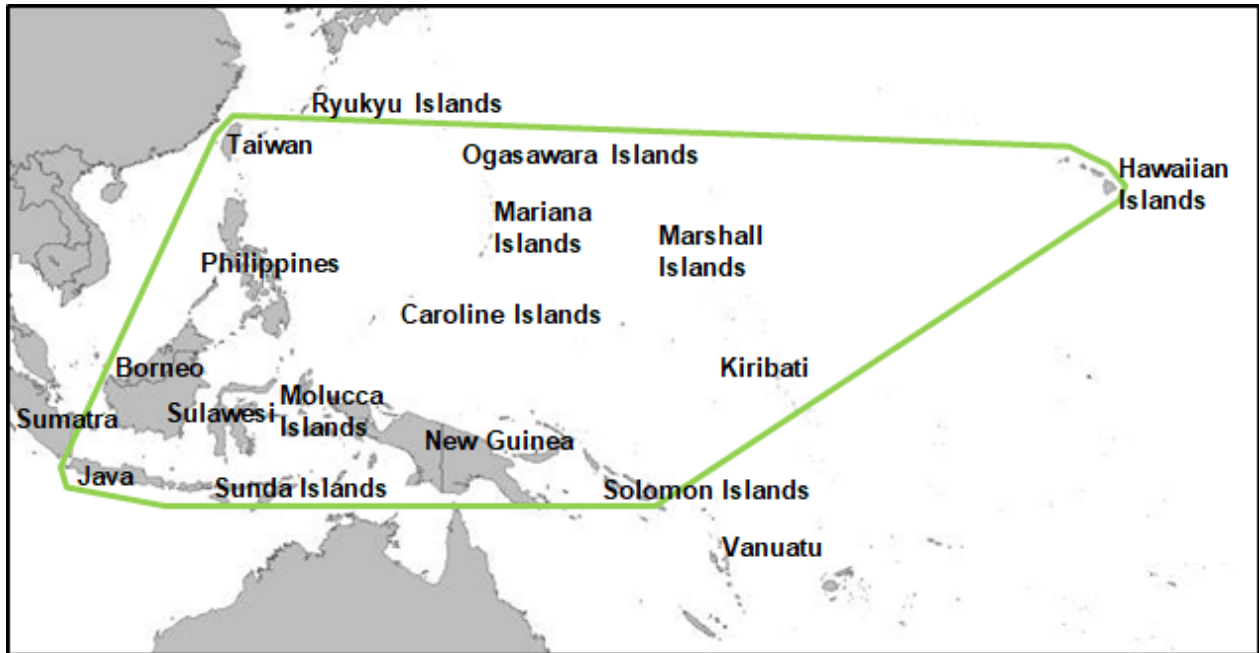 Ryukyu Islands
Taiwan
Ogasawara Islands
Hawaiian
Islands
Mariana
Islands
Marshall
Islands
Philippines
Caroline Islands
Borneo
Kiribati
Molucca
Islands
Sumatra
Sulawesi
New Guinea
Java
Sunda Islands
Solomon Islands
Vanuatu